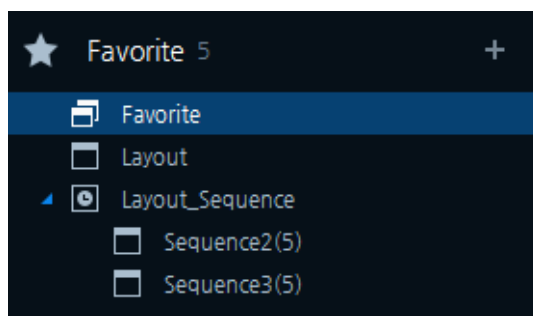 Favorite 5 +
Favorite
Layout
Layout_Sequence
Sequence2(5)
Sequence3(5)